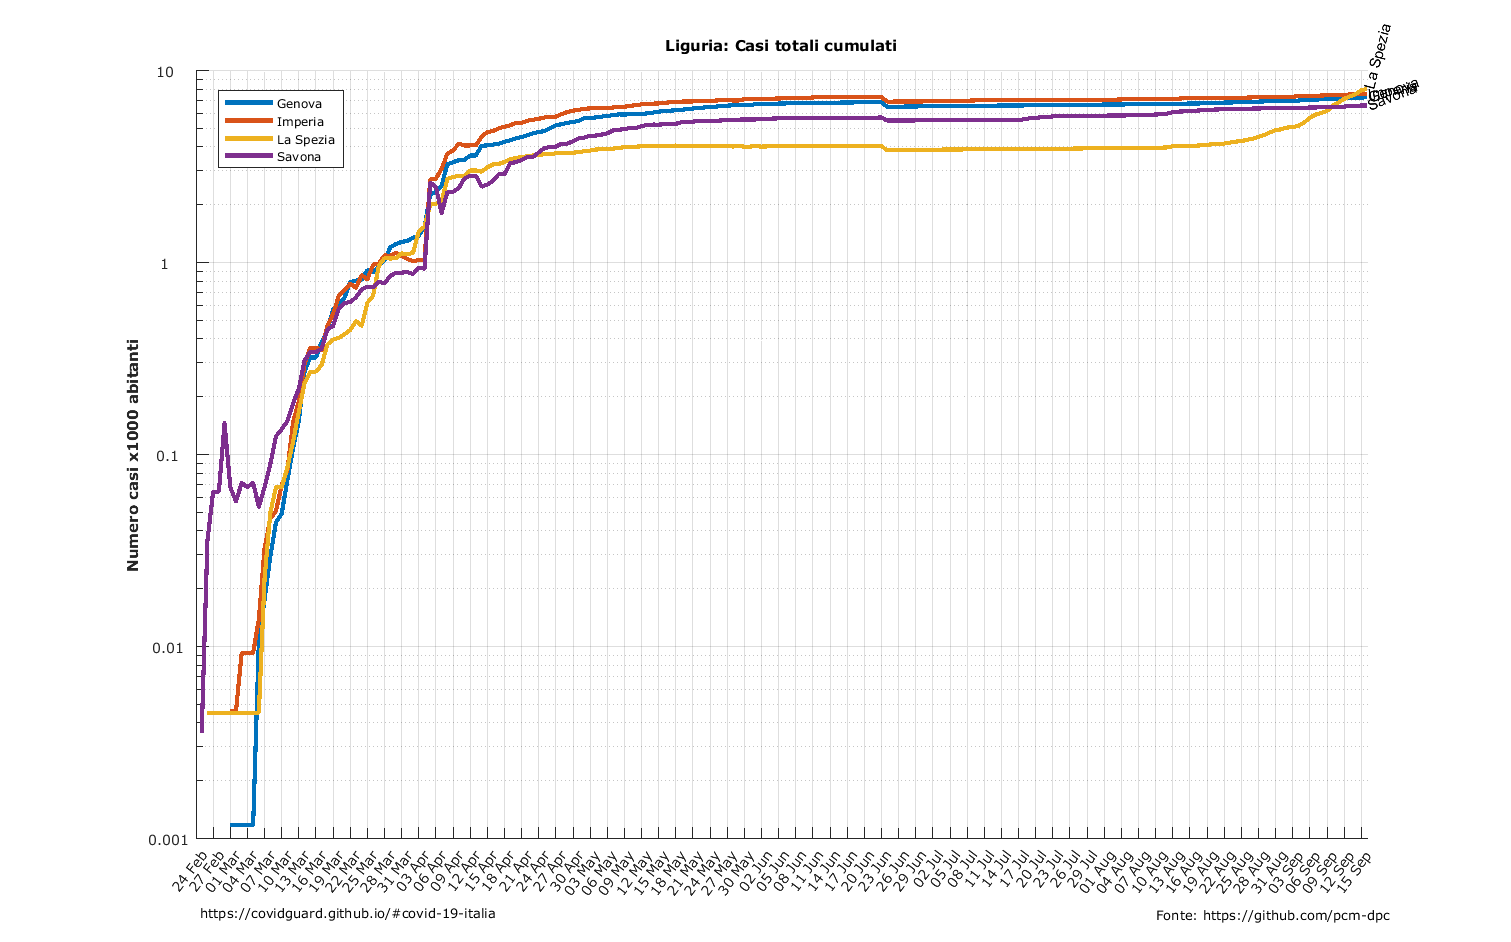 Liguria: Casi totali cumulati
La Spezia
Genova
Imperia
Savona
Genova
Imperia
La Spezia
Savona
Numero casi x1000 abitanti
10
1
0.1
0.01
0.001
24 Feb
27 Feb
01 Mar
04 Mar
07 Mar
10 Mar
13 Mar
16 Mar
19 Mar
22 Mar
25 Mar
28 Mar
31 Mar
03 Apr
06 Apr
09 Apr
12 Apr
15 Apr
18 Apr
21 Apr
24 Apr
27 Apr
30 Apr
03 May
06 May
09 May
12 May
15 May
18 May
21 May
24 May
27 May
30 May
02 Jun
05 Jun
08 Jun
11 Jun
14 Jun
17 Jun
20 Jun
23 Jun
26 Jun
29 Jun
02 Jul
05 Jul
08 Jul
11 Jul
14 Jul
17 Jul
20 Jul
23 Jul
26 Jul
29 Jul
01 Aug
04 Aug
07 Aug
10 Aug
13 Aug
16 Aug
19 Aug
22 Aug
25 Aug
28 Aug
31 Aug
03 Sep
06 Sep
09 Sep
12 Sep
15 Sep
https://covidguard.github.io/#covid-19-italia
Fonte: https://github.com/pcm-dpc